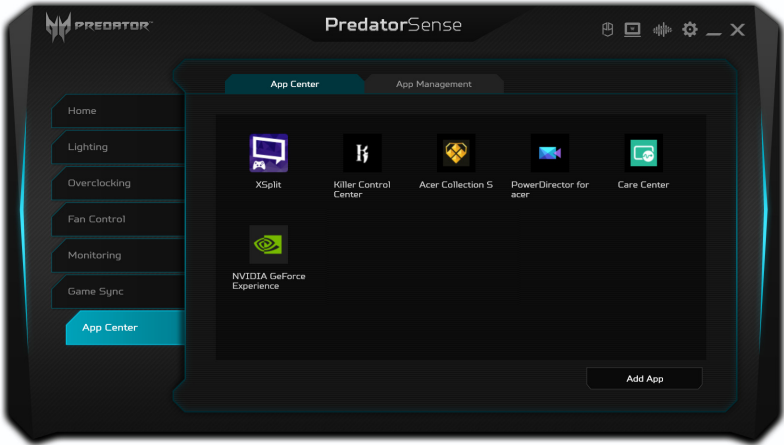 PREDATOR
PredatorSense
App Center
App Management
Home
Lighting
Overclocking
Fan Control
Monitoring
Game Sync
App Center
XSplit
Killer Control
Center
Acer Collection S
PowerDirector for
acer
Care Center
NVIDIA GeForce
Experience
Add App